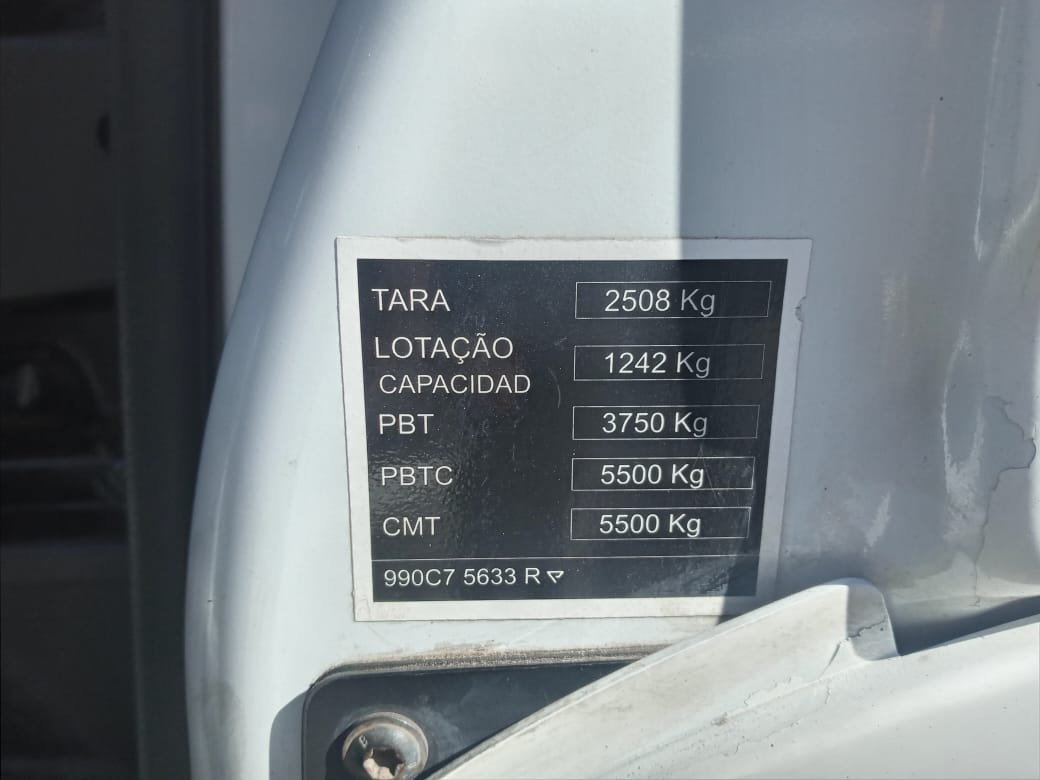 TARA 2508 Kg
LOTAÇÃO
CAPACIDAD 1242 Kg
PBT 3750 Kg
PBTC 5500 Kg
CMT 5500 Kg
990C7 5633 R